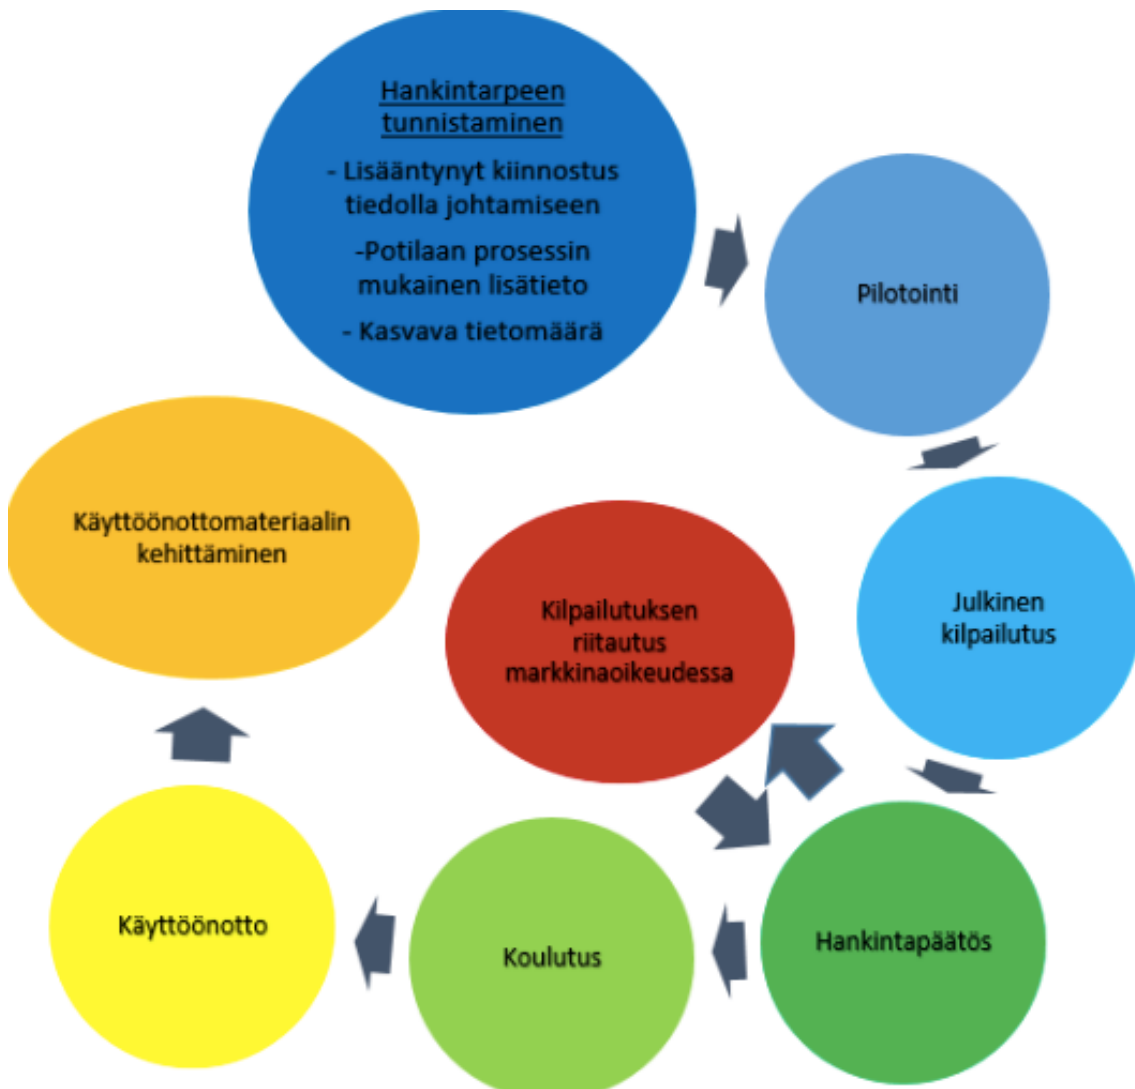 Hankintarpeen
tunnistaminen
- Lisääntynyt kiinnostus
tiedolla johtamiseen
-Potilaan prosessin
mukainen lisätieto
- Kasvava tietomäärä
Pilotointi
Julkinen
kilpailutus
Hankintapäätös
Kilpailutuksen
riitautus
markkinaoikeudessa
Koulutus
Käyttöönotto
Käyttöönottomateriaalin
kehittäminen